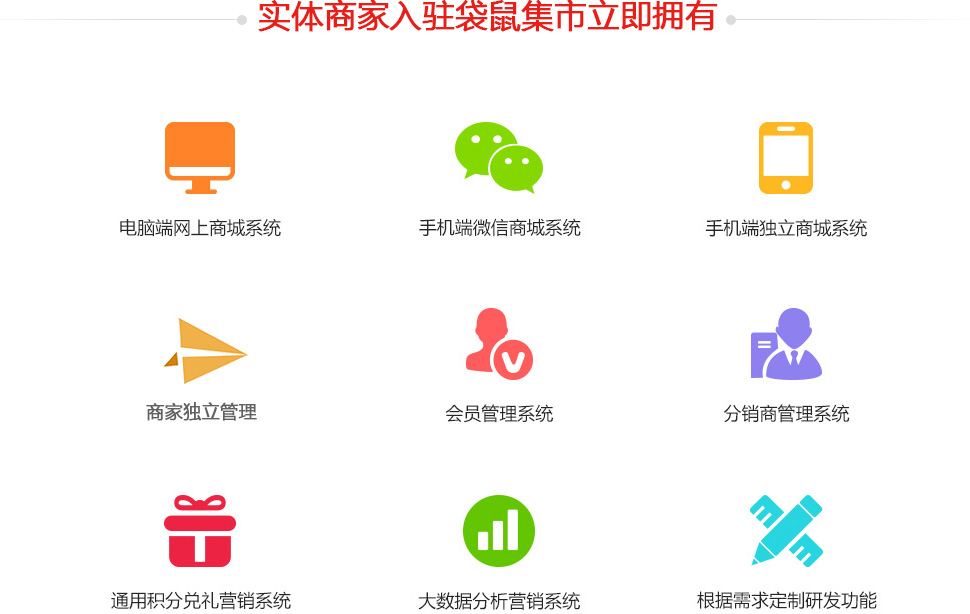 实体商家入驻袋鼠集市立即拥有
电脑端网上商城系统
手机端微信商城系统
手机端独立商城系统
商家独立管理
会员管理系统
分销商管理系统
通用积分兑礼营销系统
大数据分析营销系统
根据需求定制研发功能